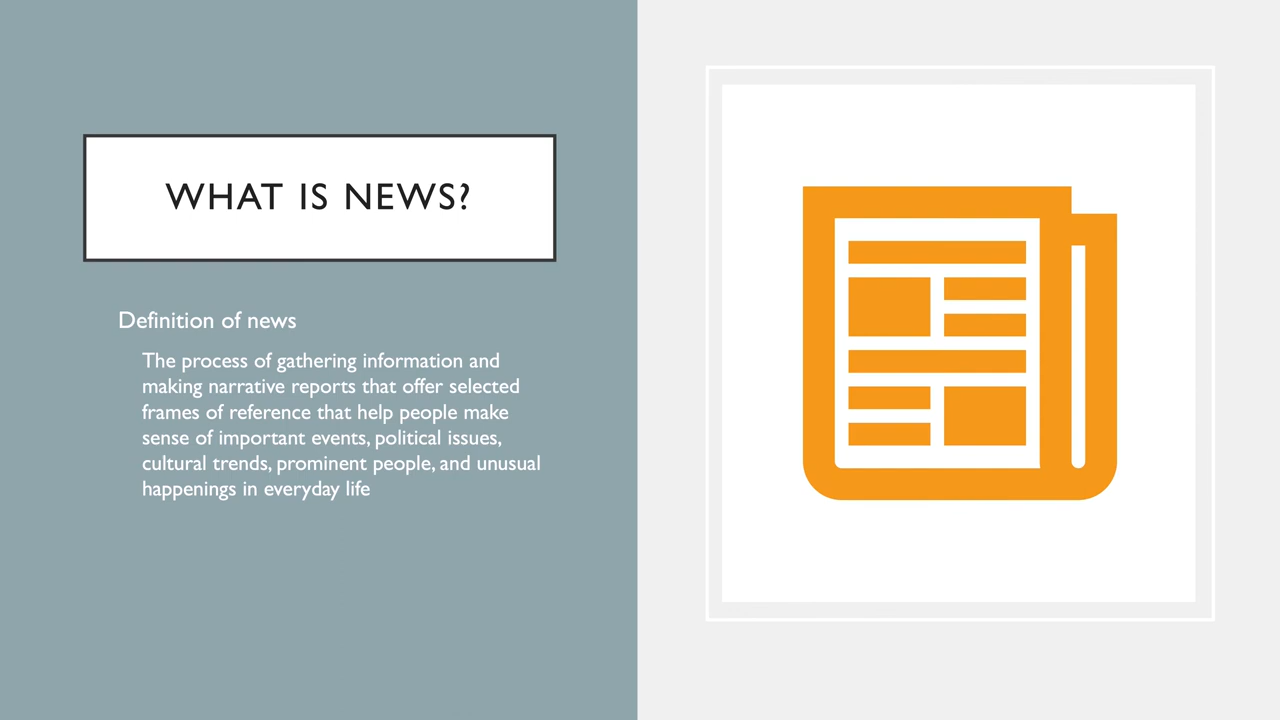 WHAT IS NEWS?
Definition of news
The process of gathering information and
making narrative reports that offer selected
frames of reference that help people make
sense of important events, political issues,
cultural trends, prominent people, and unusual
happenings in everyday life